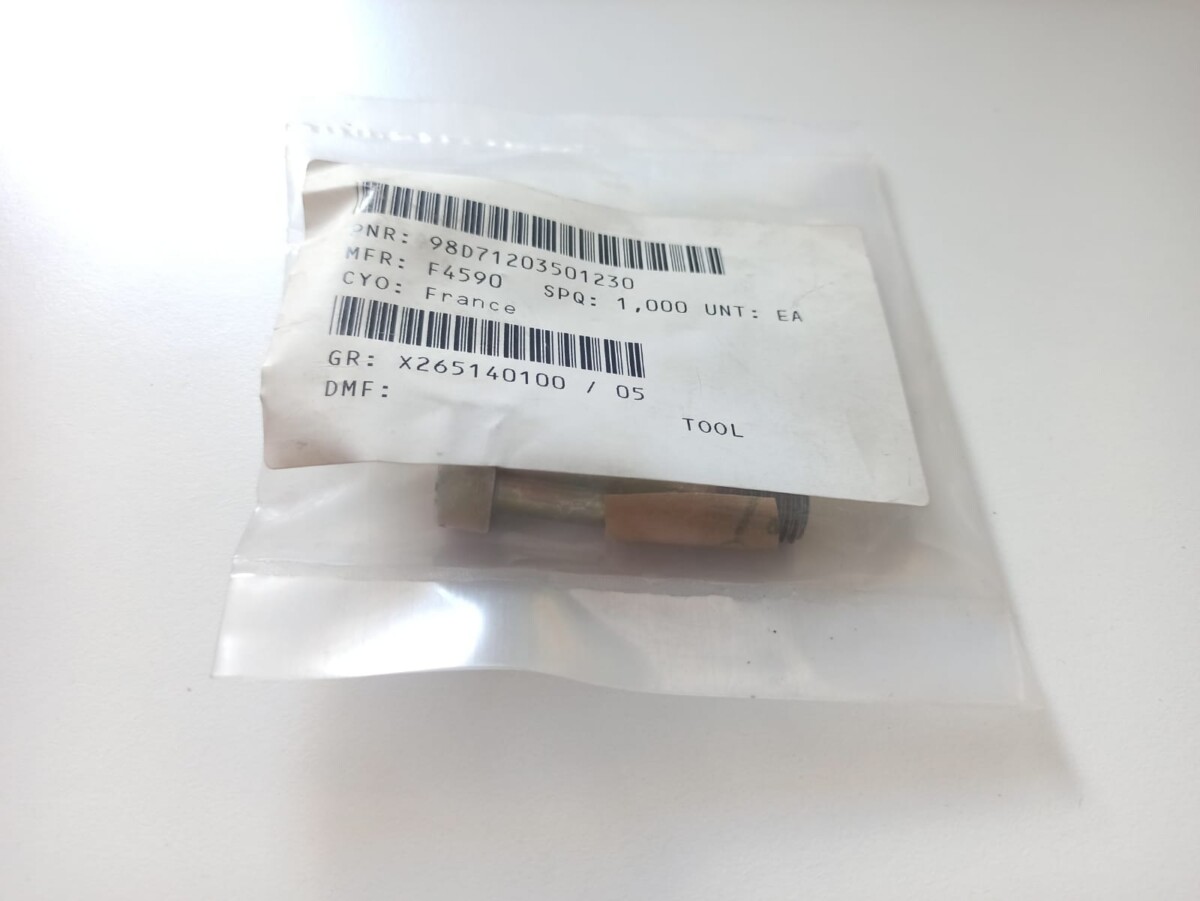 PNR: 98D71203501230
MFR: F4590 SPQ: 1,000 UNT: EA
CYO: France
GR: X265140100 / 05
DMF:
TOOL